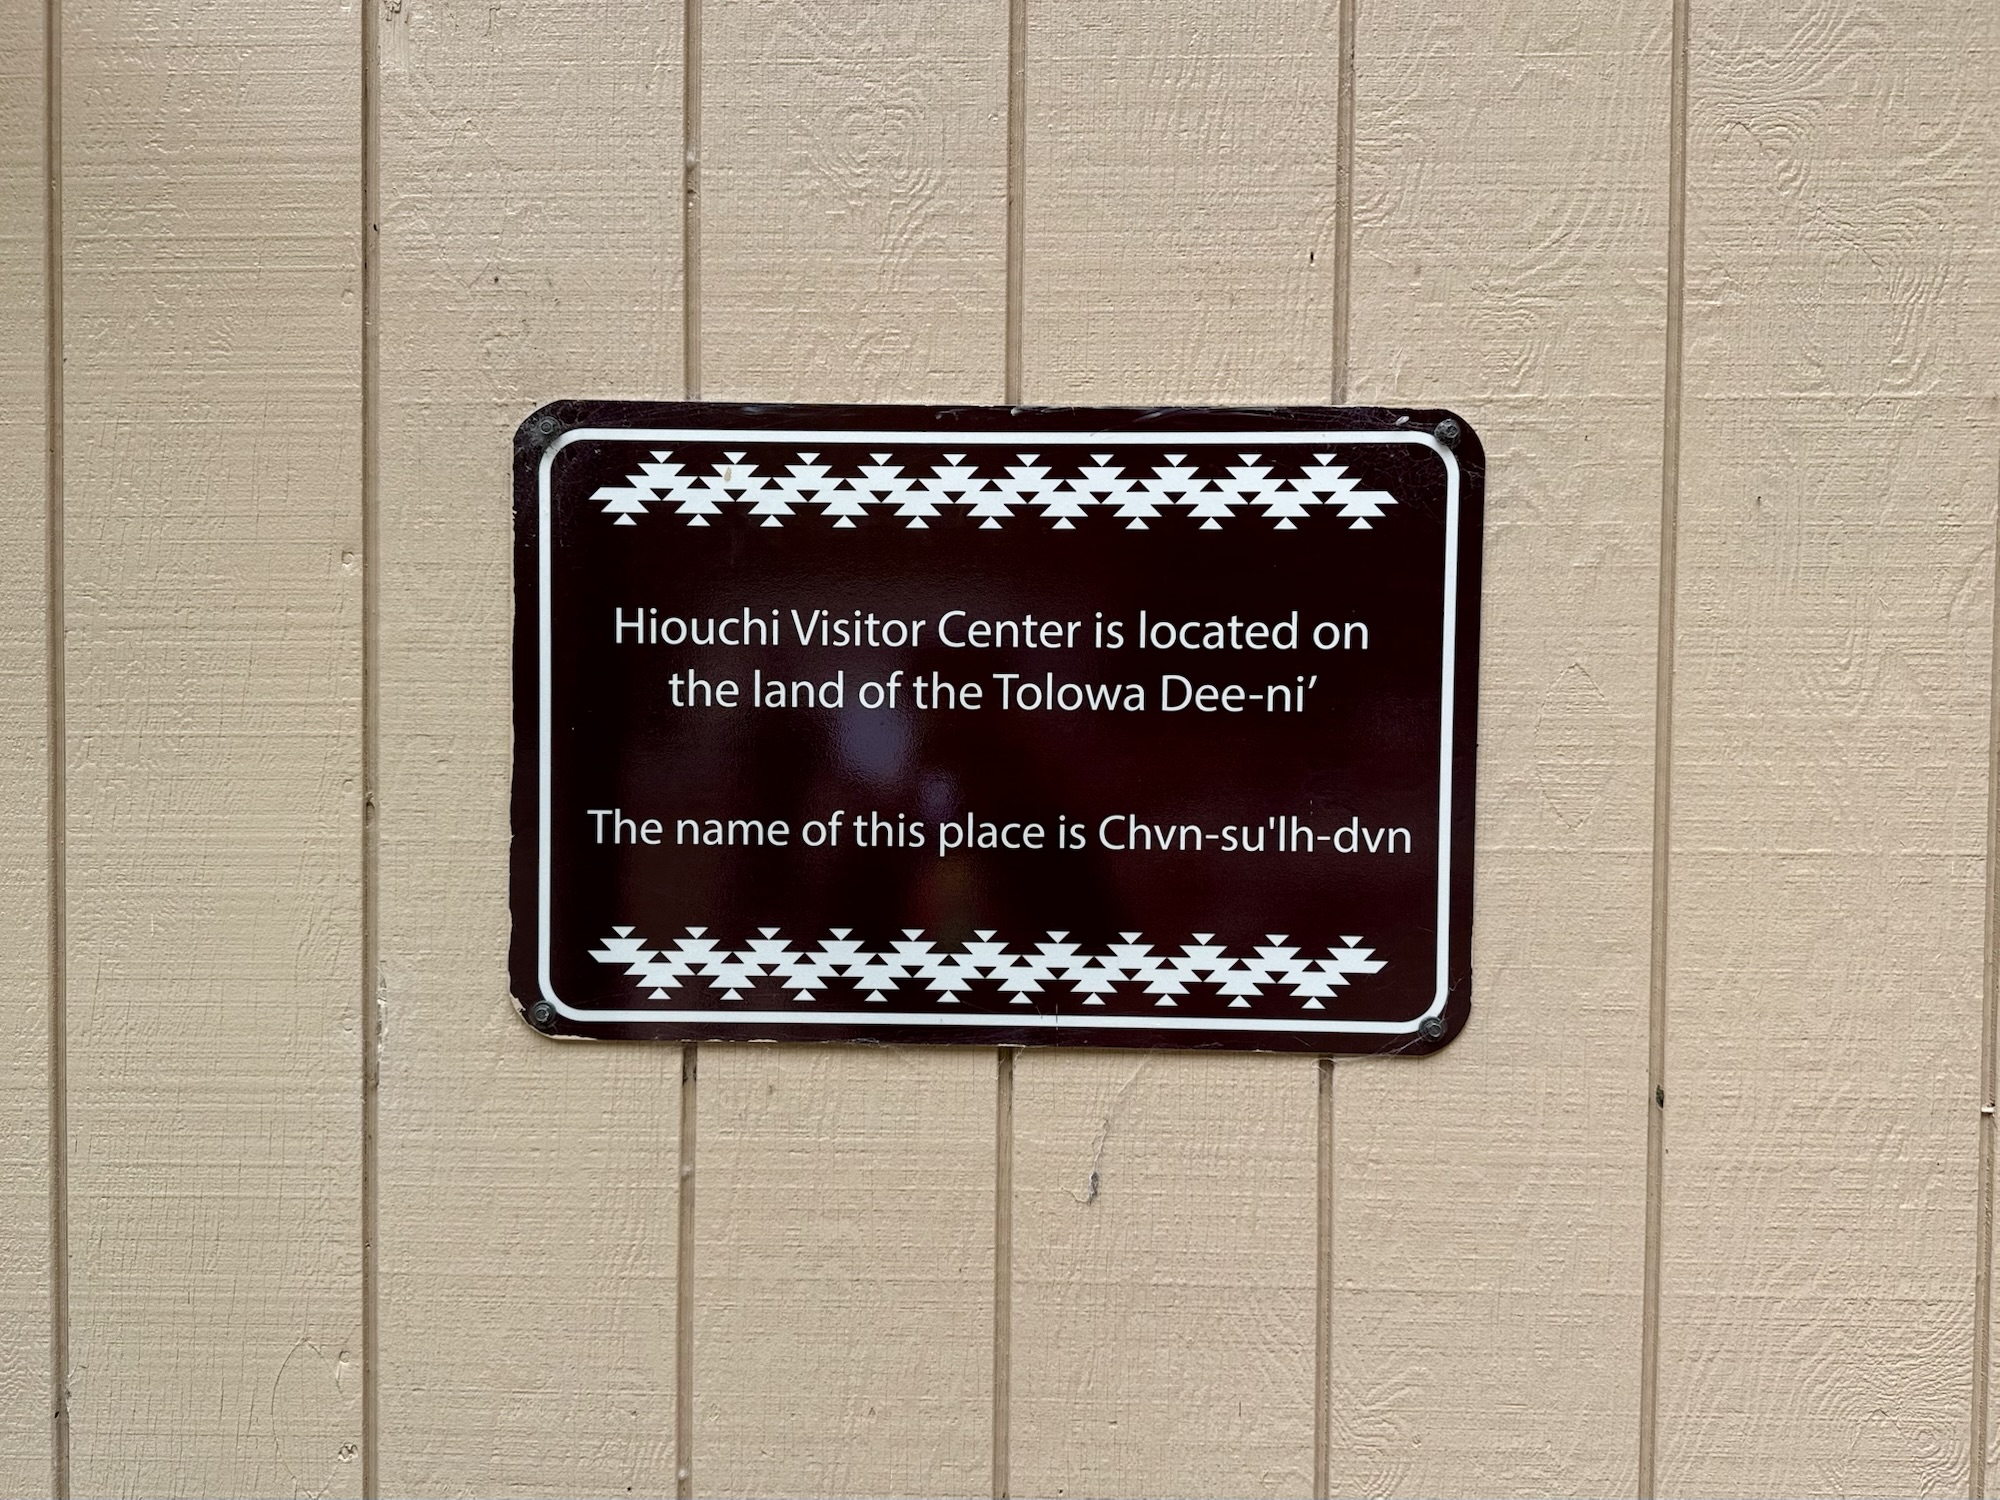 Hiouchi Visitor Center is located on
the land of the Tolowa Dee-ni’
The name of this place is Chvn-su'lh-dvn